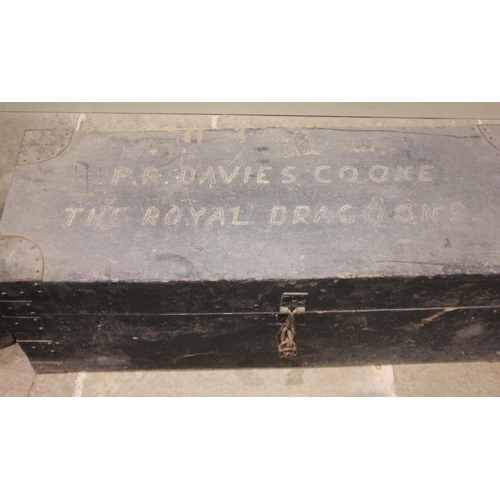 P.R. DAVIES COOKE
THE ROYAL DRAGOONS.